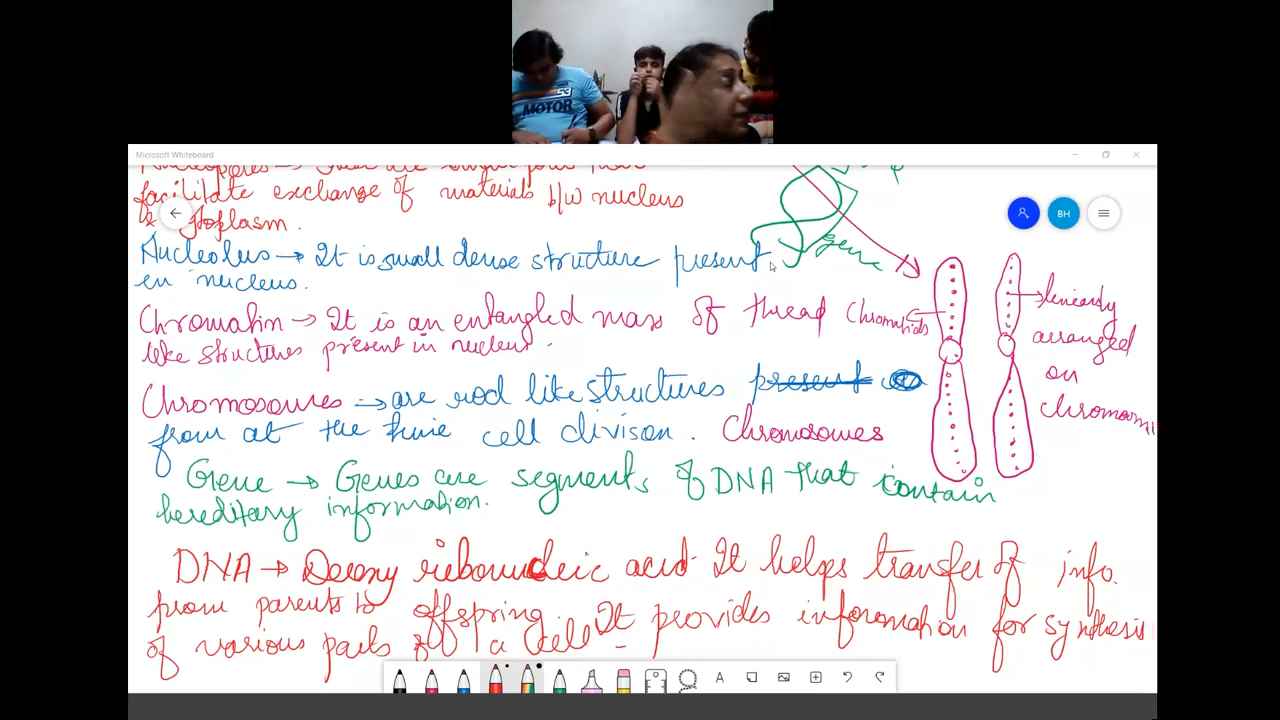 53
MOTOR
Microsoft Whiteboard
facilitate exchange of materials b/w nucleus
BH
Nucleolus → It is small dense structure present
in nucleus.
gene
Chromatin → It is an entangled mass of thread
like structures present in nucleus.
Chromatids
linearly
arranged
on
Chromosomes → are rod like structures
from at the time cell divison. Chromosomes
Gene → Genes are segments of DNA that contain
hereditary information.
DNA → Deoxy ribonucleic acid. It helps transfer of info.
from parents to offspring. It provides information for synthesis
of various parts of a cell.
A